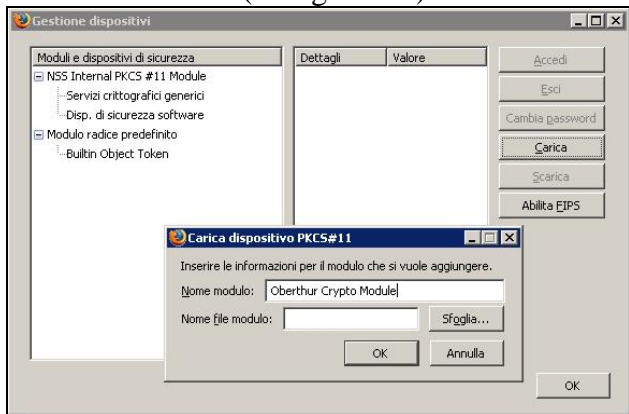 Gestione dispositivi
Moduli e dispositivi di sicurezza
Dettagli
Valore
NSS Internal PKCS #11 Module
Servizi crittografici generici
Disp. di sicurezza software
Modulo radice predefinito
Builtin Object Token
Accedi
Esci
Cambia password
Carica
Scarica
Abilita FIPS
Carica dispositivo PKCS#11
Inserire le informazioni per il modulo che si vuole aggiungere.
Nome modulo: Oberthur Crypto Module
Nome file modulo: Sfoglia...
OK Annulla
OK